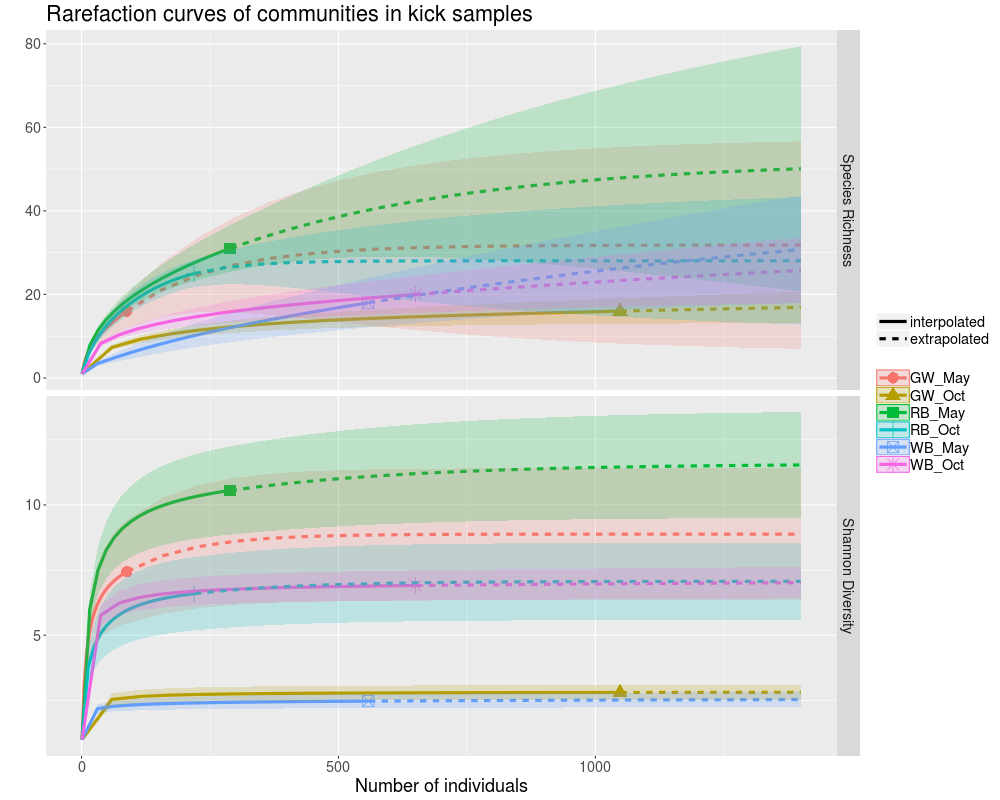 Rarefaction curves of communities in kick samples
80
60
40
20
0
Species Richness
10
5
Shannon Diversity
0
500
1000
Number of individuals
interpolated
extrapolated
GW_May
GW_Oct
RB_May
RB_Oct
WB_May
WB_Oct